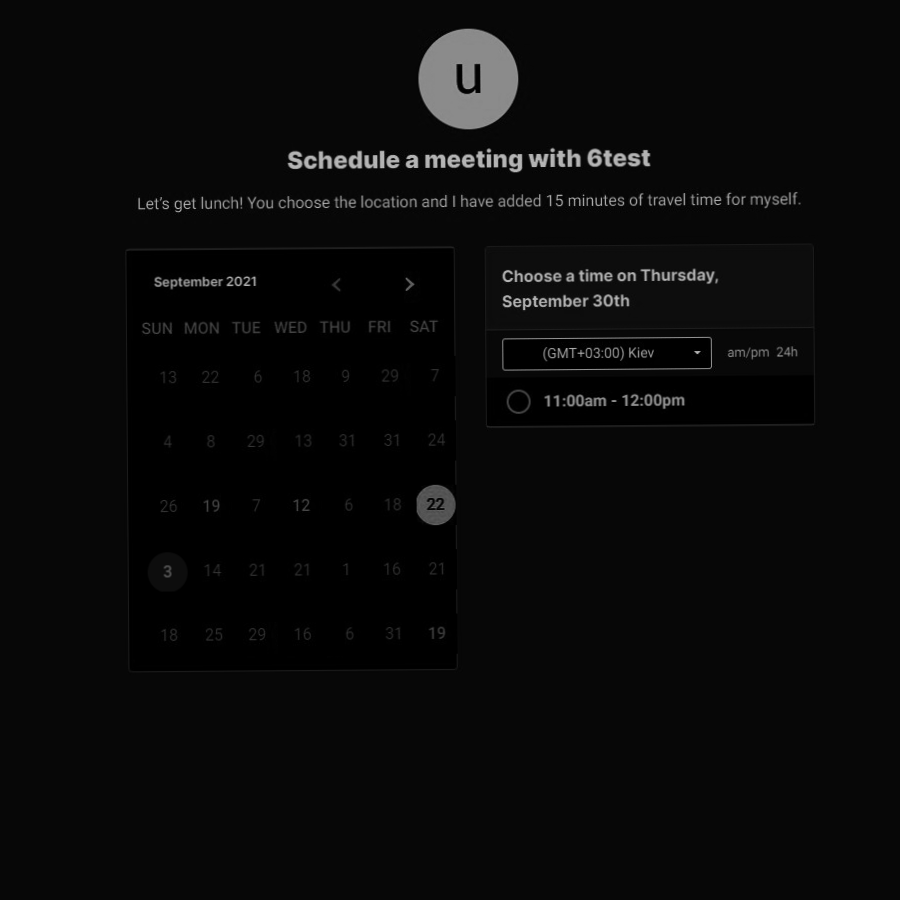 u
Schedule a meeting with 6test
Let's get lunch! You choose the location and I have added 15 minutes of travel time for myself.
September 2021
SUN MON TUE WED THU FRI SAT
13 22 6 18 9 29 7
4 8 29 13 31 31 24
26 19 7 12 6 18 22
3 14 21 21 1 16 21
18 25 29 16 6 31 19
Choose a time on Thursday,
September 30th
(GMT+03:00) Kiev am/pm 24h
11:00am - 12:00pm